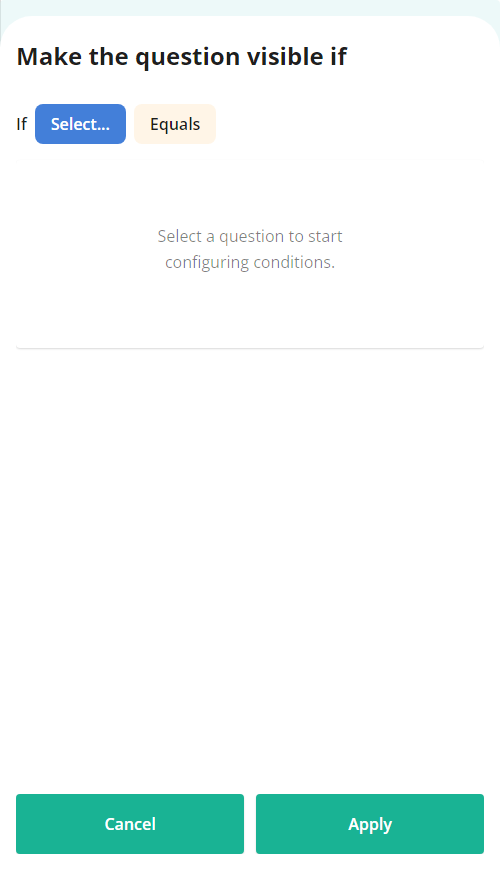 Make the question visible if
If Select... Equals
Select a question to start
configuring conditions.
Cancel Apply